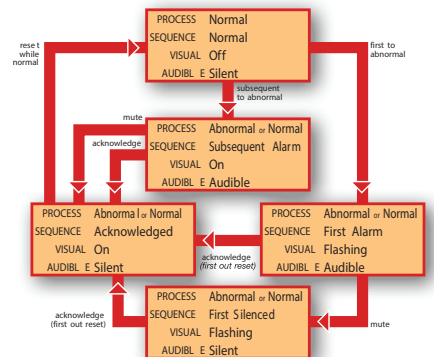 PROCESS Normal
SEQUENCE Normal
VISUAL Off
AUDIBL E Silent
reset
while
normal
first to
abnormal
subsequent
to abnormal
mute
acknowledge
PROCESS Abnormal or Normal
SEQUENCE Subsequent Alarm
VISUAL On
AUDIBL E Audible
PROCESS Abnormal or Normal
SEQUENCE Acknowledged
VISUAL On
AUDIBL E Silent
acknowledge
(first out reset)
PROCESS Abnormal or Normal
SEQUENCE First Alarm
VISUAL Flashing
AUDIBL E Audible
acknowledge
(first out reset)
PROCESS Abnormal or Normal
SEQUENCE First Silenced
VISUAL Flashing
AUDIBL E Silent
mute